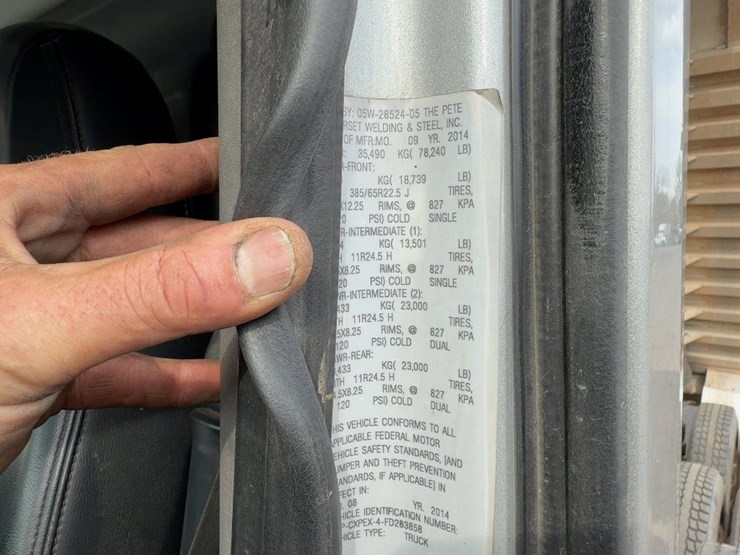 BY: 05W-28524-05 THE PETE
RSET WELDING & STEEL, INC.
OF MFR:MO. 09 YR. 2014
: 35,490 KG( 78,240 LB)
-FRONT:
KG( 18,739 LB)
385/65R22.5 J TIRES,
X12.25 RIMS, @ 827 KPA
0 PSI) COLD SINGLE
R-INTERMEDIATE (1):
4 KG( 13,501 LB)
H 11R24.5 H TIRES,
X8.25 RIMS, @ 827 KPA
20 PSI) COLD SINGLE
WR-INTERMEDIATE (2):
433 KG( 23,000 LB)
TH 11R24.5 H TIRES,
.5X8.25 RIMS, @ 827 KPA
120 PSI) COLD DUAL
WR-REAR:
,433 KG( 23,000 LB)
TH 11R24.5 H TIRES,
.5X8.25 RIMS, @ 827 KPA
120 PSI) COLD DUAL
HIS VEHICLE CONFORMS TO ALL
PPLICABLE FEDERAL MOTOR
EHICLE SAFETY STANDARDS, [AND
UMPER AND THEFT PREVENTION
ANDARDS, IF APPLICABLE] IN
FECT IN:
. 08 YR. 2014
HICLE IDENTIFICATION NUMBER:
P-CXPEX-4-FD283858
HICLE TYPE: TRUCK